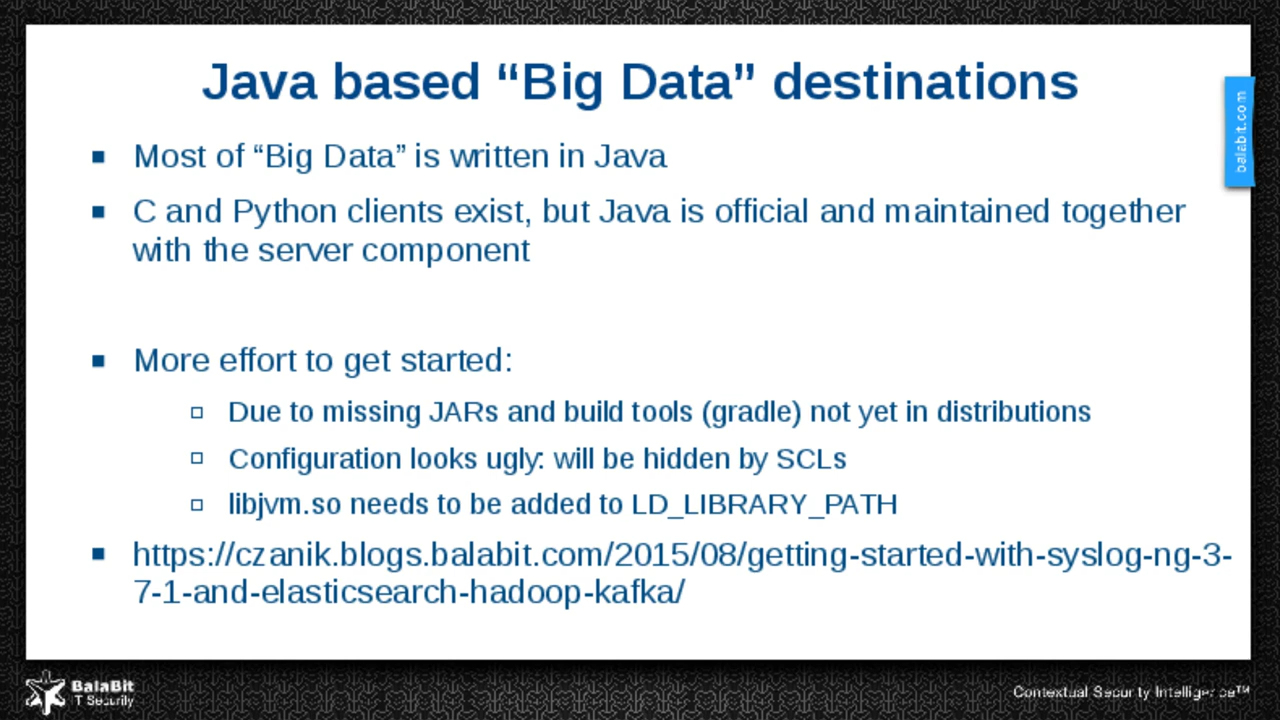 Java based “Big Data” destinations
balabit.com
Most of “Big Data” is written in Java
C and Python clients exist, but Java is official and maintained together
with the server component
More effort to get started:
Due to missing JARs and build tools (gradle) not yet in distributions
Configuration looks ugly: will be hidden by SCLs
libjvm.so needs to be added to LD_LIBRARY_PATH
https://czanik.blogs.balabit.com/2015/08/getting-started-with-syslog-ng-3-
7-1-and-elasticsearch-hadoop-kafka/
BalaBit
IT Security
Contextual Security Intelligence™